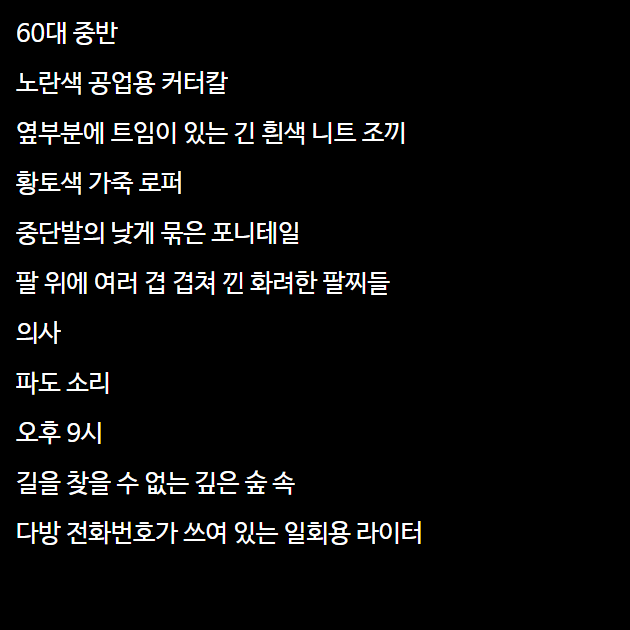 60대 중반
노란색 공업용 커터칼
옆부분에 트임이 있는 긴 흰색 니트 조끼
황토색 가죽 로퍼
중단발의 낮게 묶은 포니테일
팔 위에 여러 겹 겹쳐 낀 화려한 팔찌들
의사
파도 소리
오후 9시
길을 찾을 수 없는 깊은 숲 속
다방 전화번호가 쓰여 있는 일회용 라이터